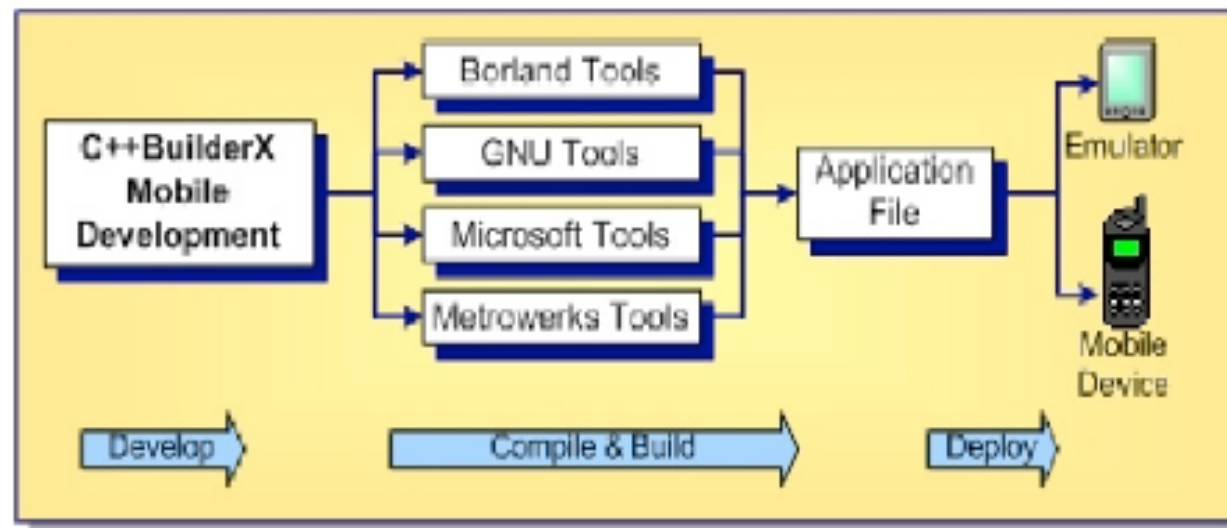 C++BuilderX
Mobile
Development
Borland Tools
GNU Tools
Microsoft Tools
Metrowerks Tools
Application
File
Emulator
Mobile
Device
Develop
Compile & Build
Deploy